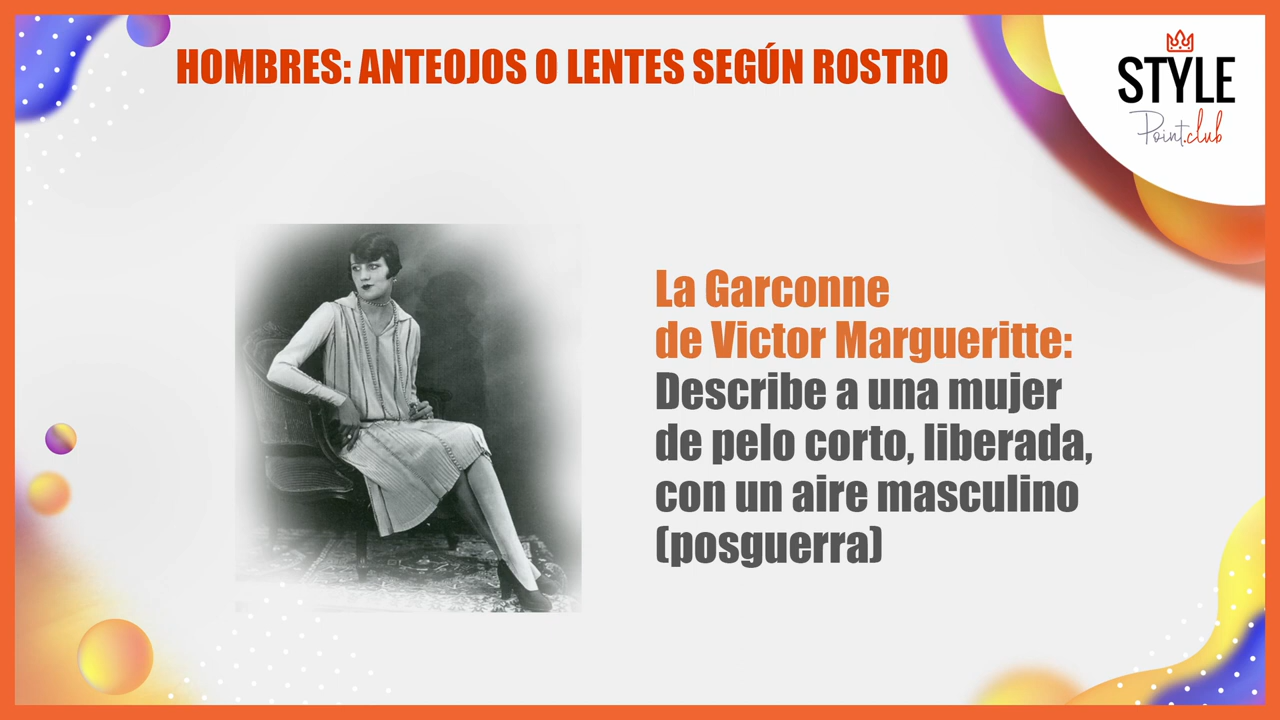 HOMBRES: ANTEOJOS O LENTES SEGÚN ROSTRO
STYLE
Point.club
La Garconne
de Victor Margueritte:
Describe a una mujer
de pelo corto, liberada,
con un aire masculino
(posguerra)